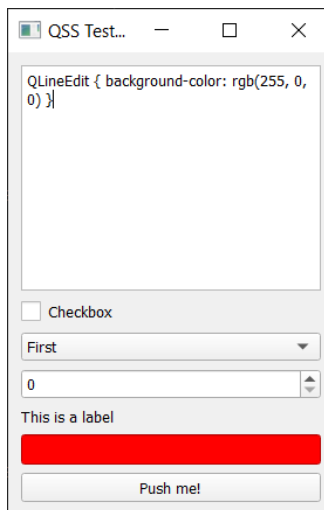 QSS Test...
QLineEdit { background-color: rgb(255, 0,
0) }
Checkbox
First
0
This is a label
Push me!